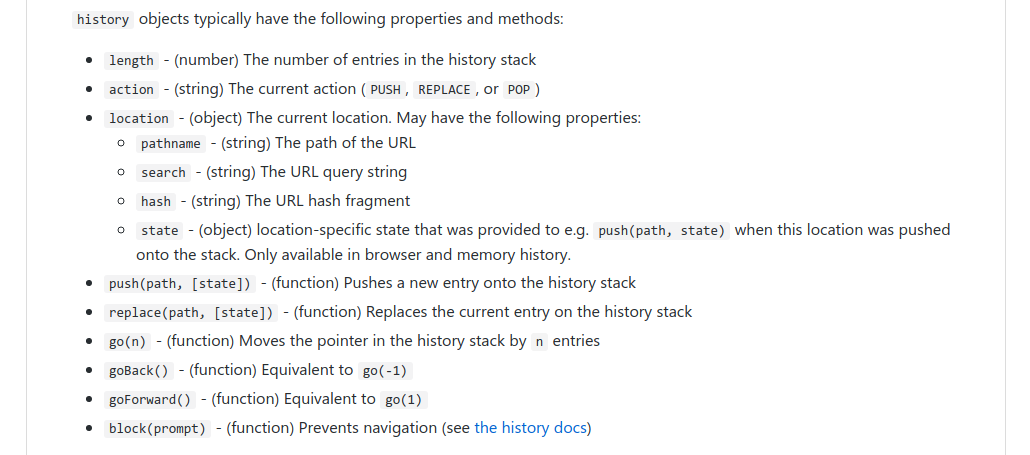 history objects typically have the following properties and methods:
length - (number) The number of entries in the history stack
action - (string) The current action ( PUSH , REPLACE , or POP )
location - (object) The current location. May have the following properties:
pathname - (string) The path of the URL
search - (string) The URL query string
hash - (string) The URL hash fragment
state - (object) location-specific state that was provided to e.g. push(path, state) when this location was pushed
onto the stack. Only available in browser and memory history.
push(path, [state]) - (function) Pushes a new entry onto the history stack
replace(path, [state]) - (function) Replaces the current entry on the history stack
go(n) - (function) Moves the pointer in the history stack by n entries
goBack() - (function) Equivalent to go(-1)
goForward() - (function) Equivalent to go(1)
block(prompt) - (function) Prevents navigation (see the history docs)